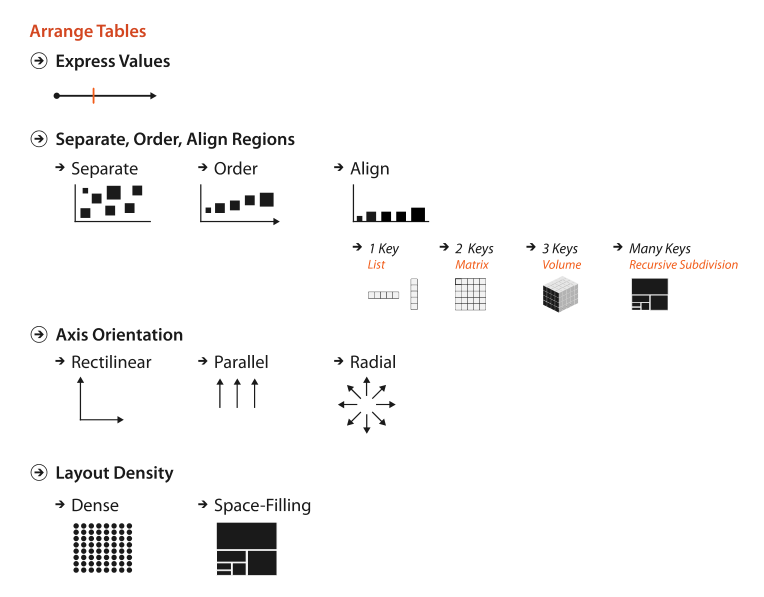 Arrange Tables
Express Values
Separate, Order, Align Regions
Separate
Order
Align
1 Key
List
2 Keys
Matrix
3 Keys
Volume
Many Keys
Recursive Subdivision
Axis Orientation
Rectilinear
Parallel
Radial
Layout Density
Dense
Space-Filling